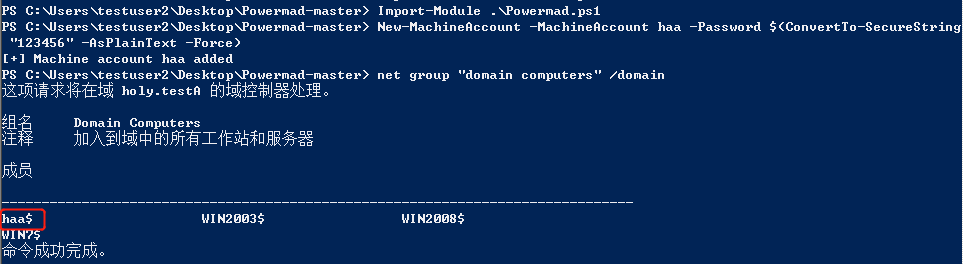 PS C:\Users\testuser2\Desktop\Powermad-master> Import-Module .\Powermad.ps1
PS C:\Users\testuser2\Desktop\Powermad-master> New-MachineAccount -MachineAccount haa -Password $(ConvertTo-SecureString
"123456" -AsPlainText -Force)
[+] Machine account haa added
PS C:\Users\testuser2\Desktop\Powermad-master> net group "domain computers" /domain
这项请求将在域 holy.testA 的域控制器处理。
组名 Domain Computers
注释 加入到域中的所有工作站和服务器
成员
-------------------------------------------------------------------------------
haa$ WIN2003$ WIN2008$
WIN7$
命令成功完成。